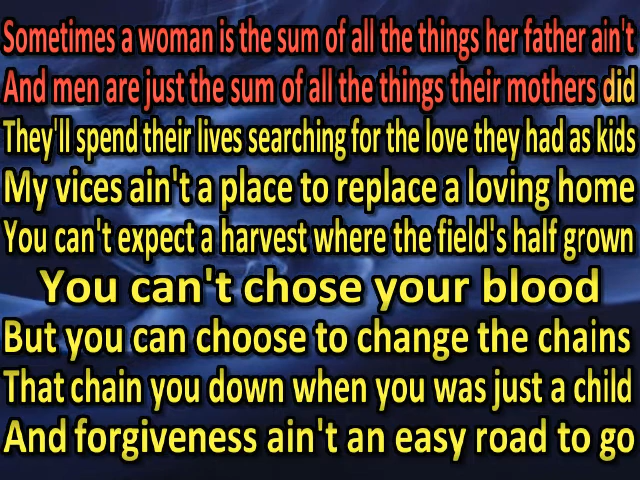 Sometimes a woman is the sum of all the things her father ain't
And men are just the sum of all the things their mothers did
They'll spend their lives searching for the love they had as kids
My vices ain't a place to replace a loving home
You can't expect a harvest where the field's half grown
You can't chose your blood
But you can choose to change the chains
That chain you down when you was just a child
And forgiveness ain't an easy road to go